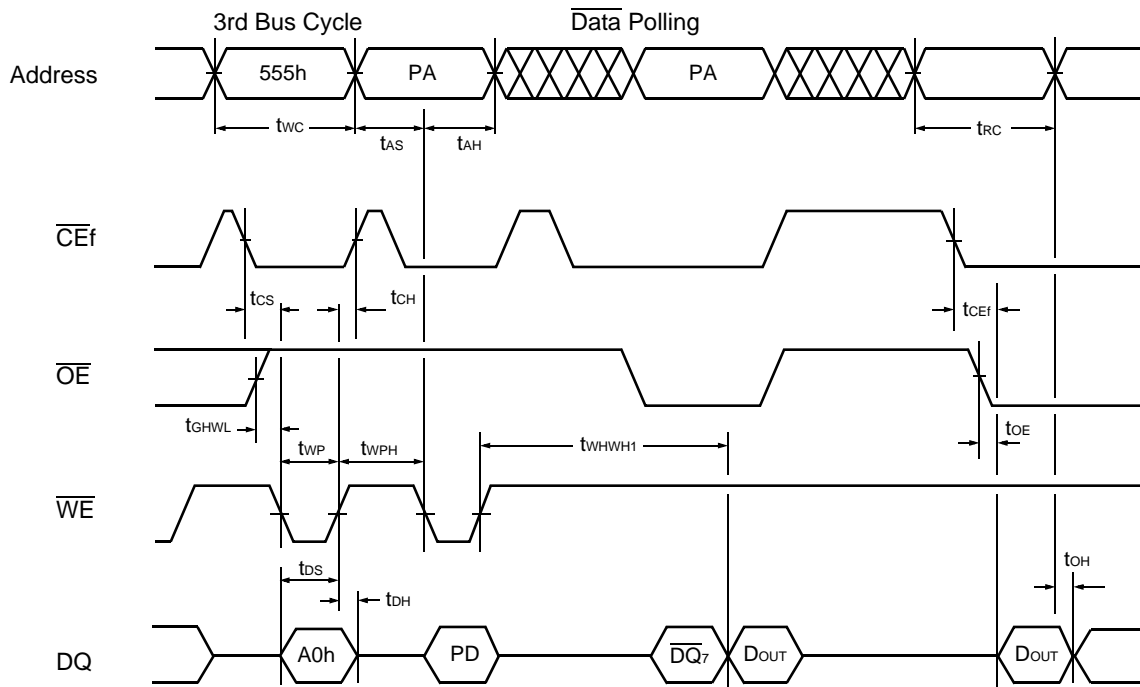 3rd Bus Cycle Data Polling
Address 555h PA PA
tWC tAS tAH tRC
CEf
tCS tCH tCEf
OE
tGHWL tWP tWPH tWHWH1 tOE
WE
tDS tDH tOH
DQ A0h PD DQ7 DOUT DOUT